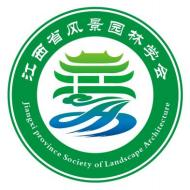 江西省风景园林学会
Jiangxi province Society of Landscape Architecture